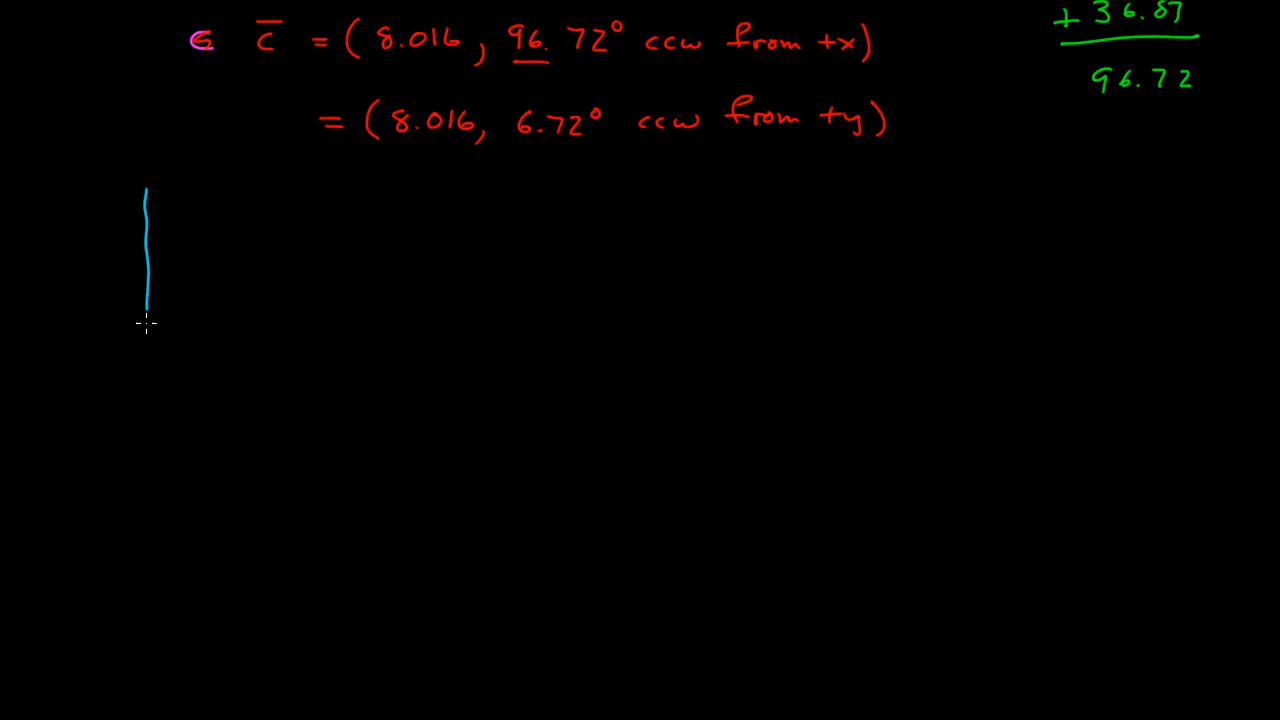 c̅ = ( 8.016 , 96.72° ccw from +x)
= ( 8.016, 6.72° ccw from +y)
+ 36.87
96.72